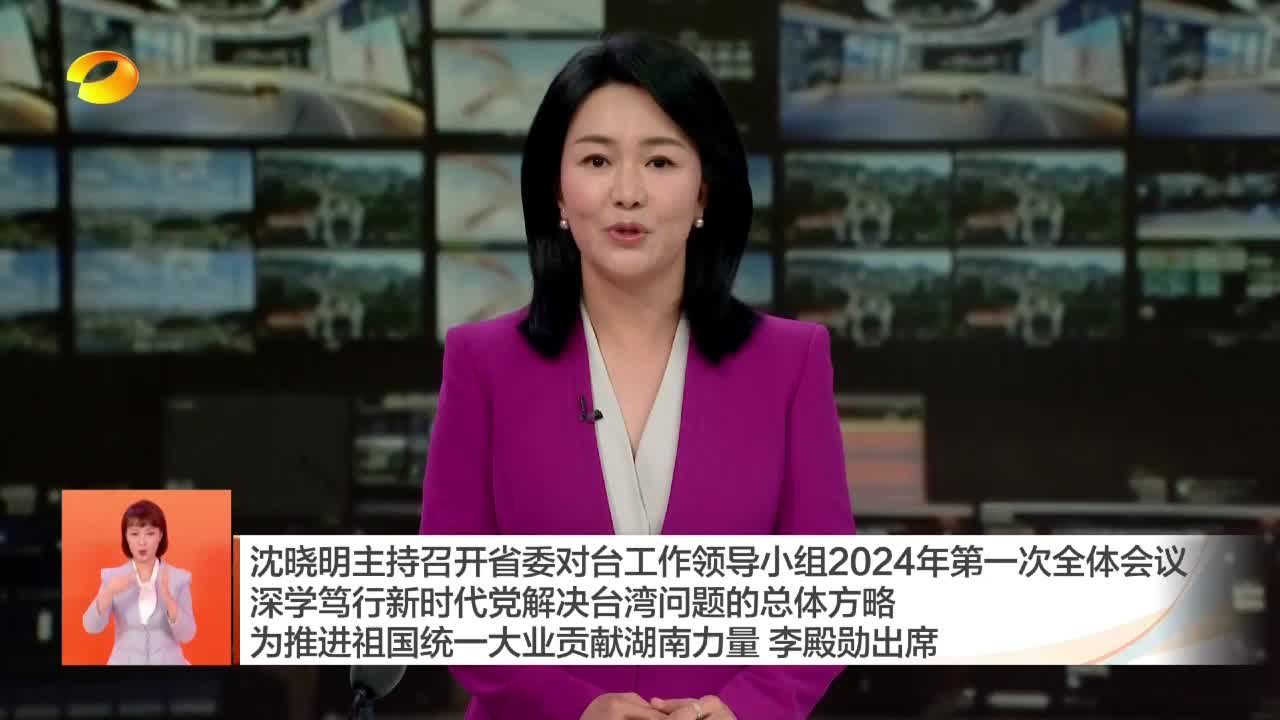 沈晓明主持召开省委对台工作领导小组2024年第一次全体会议
深学笃行新时代党解决台湾问题的总体方略
为推进祖国统一大业贡献湖南力量 李殿勋出席